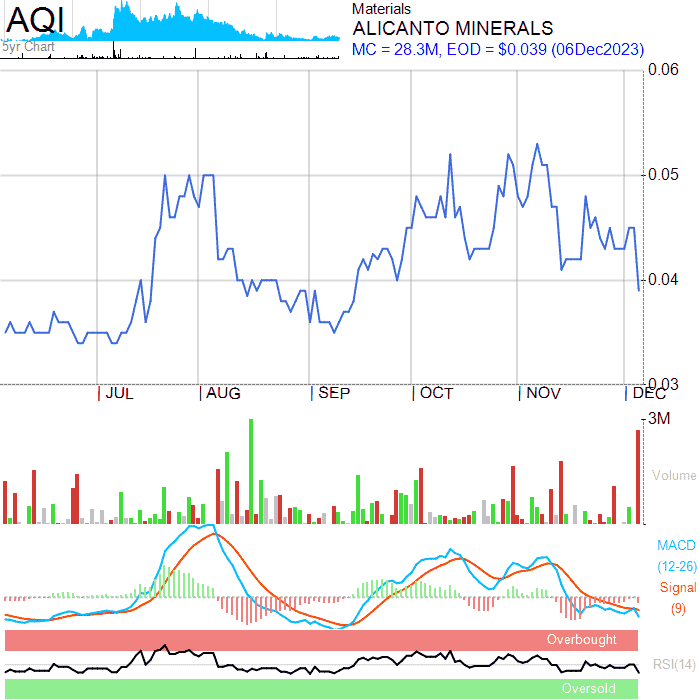 AQI
5yr Chart
Materials
ALICANTO MINERALS
MC = 28.3M, EOD = $0.039 (06Dec2023)
0.06
0.05
0.04
0.03
JUL
AUG
SEP
OCT
NOV
DEC
3M
Volume
MACD
(12-26)
Signal
(9)
Overbought
RSI(14)
Oversold